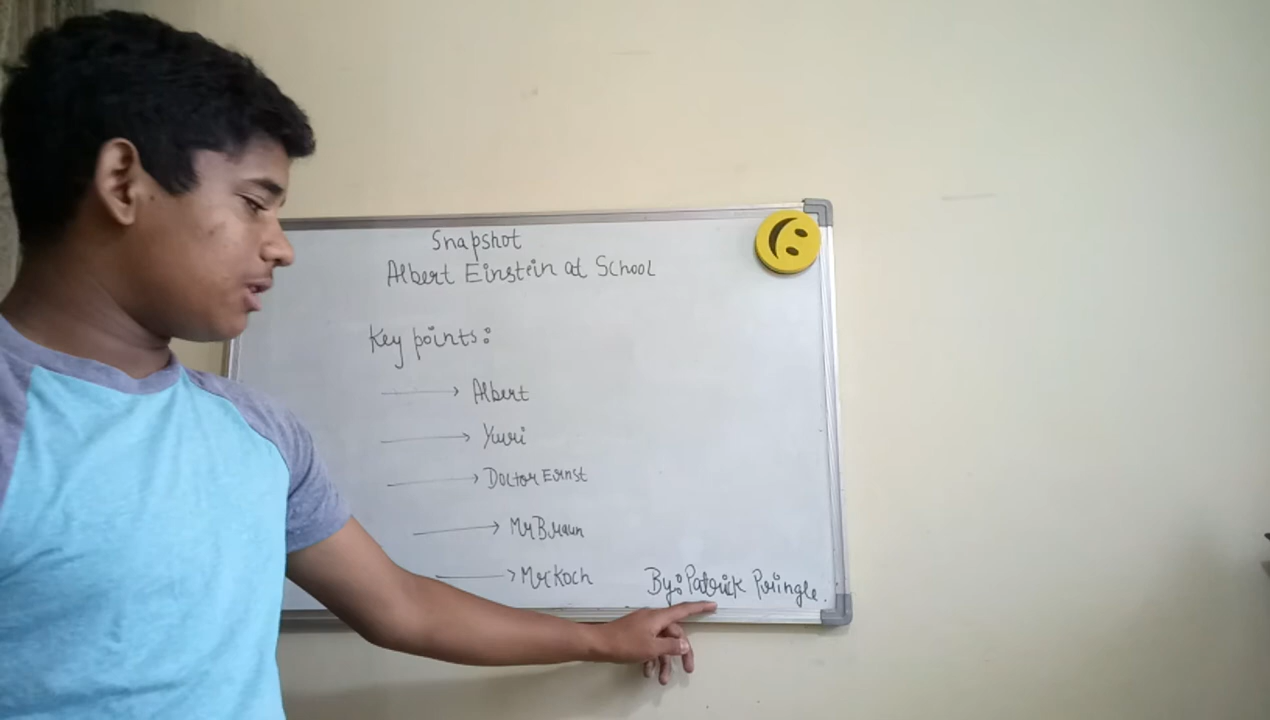 Snapshot
Albert Einstein at School
Key points:
Albert
Yuri
Doctor Ernst
Mr Braun
Mr Koch
By: Patrick Pringle.